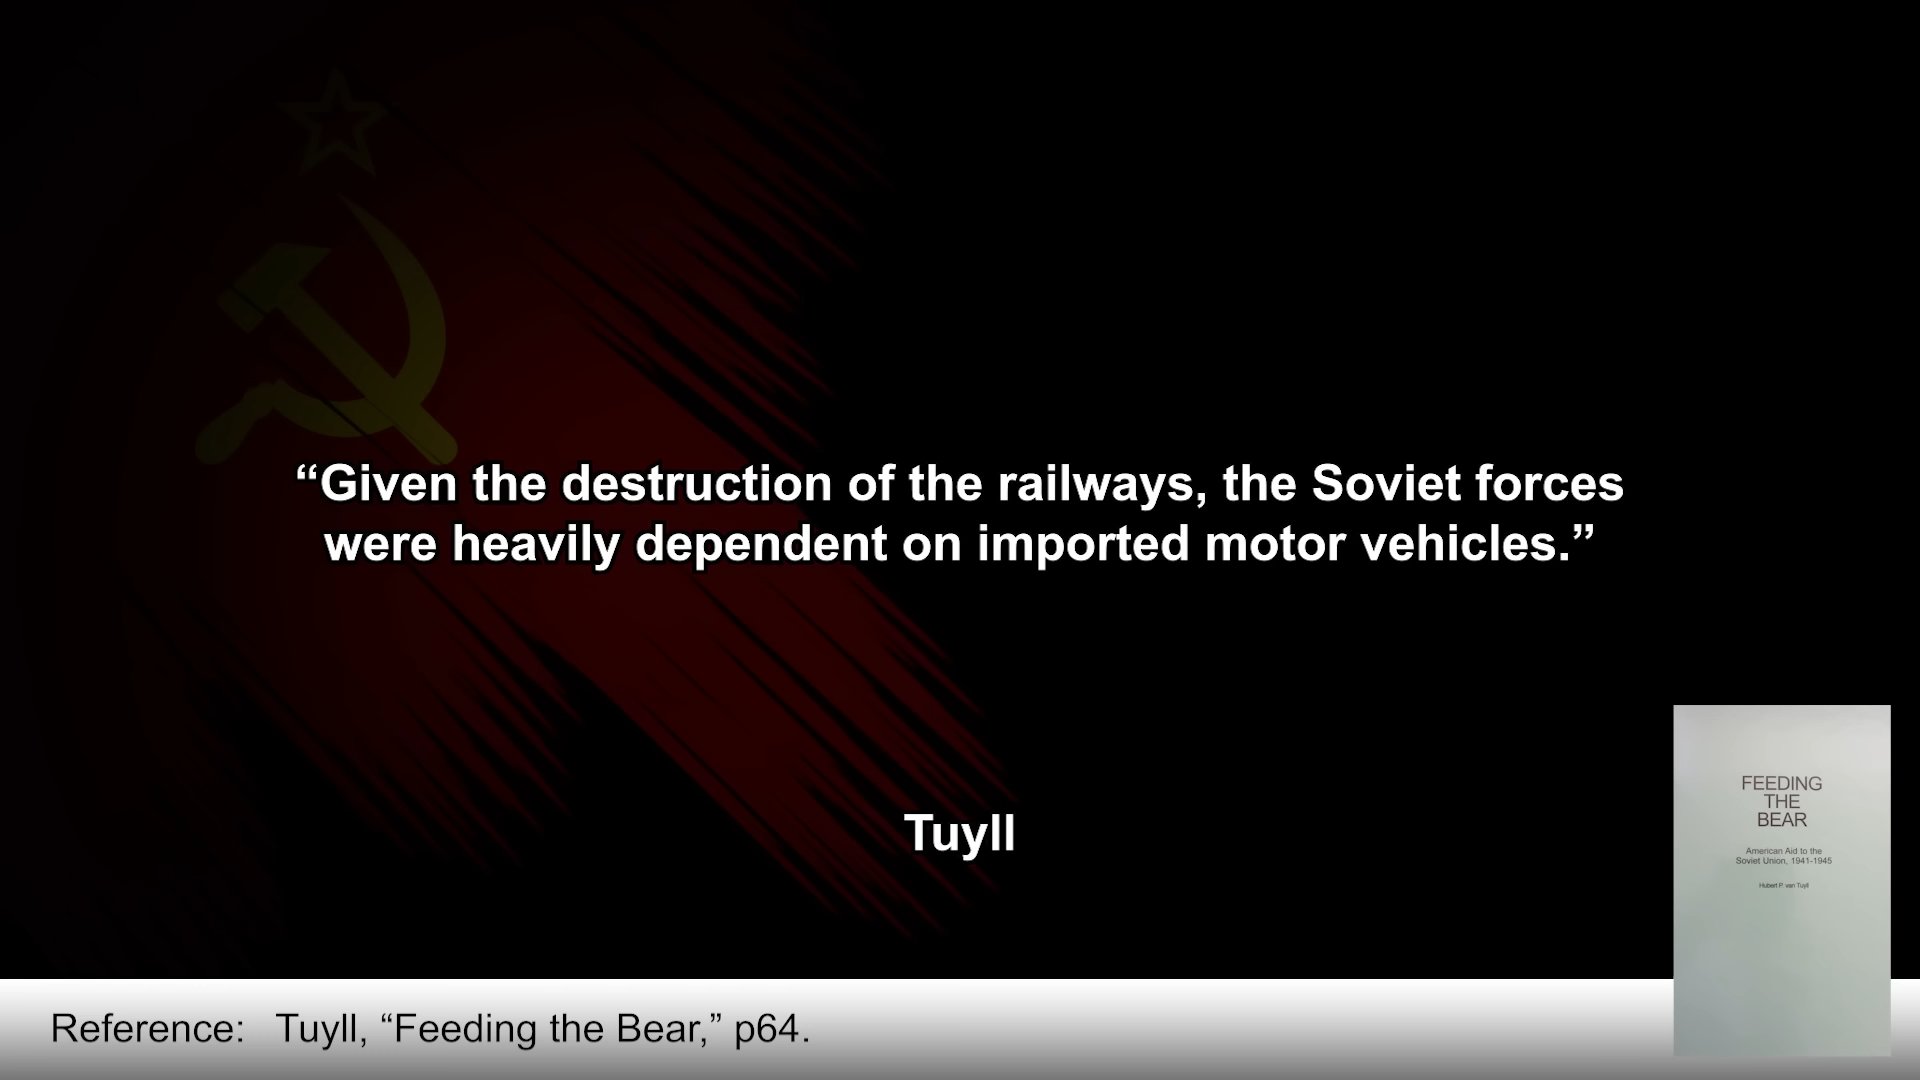 “Given the destruction of the railways, the Soviet forces
were heavily dependent on imported motor vehicles.”
Tuyll
FEEDING
THE
BEAR
American Aid to the
Soviet Union, 1941-1945
Hubert P. van Tuyll
Reference: Tuyll, “Feeding the Bear,” p64.